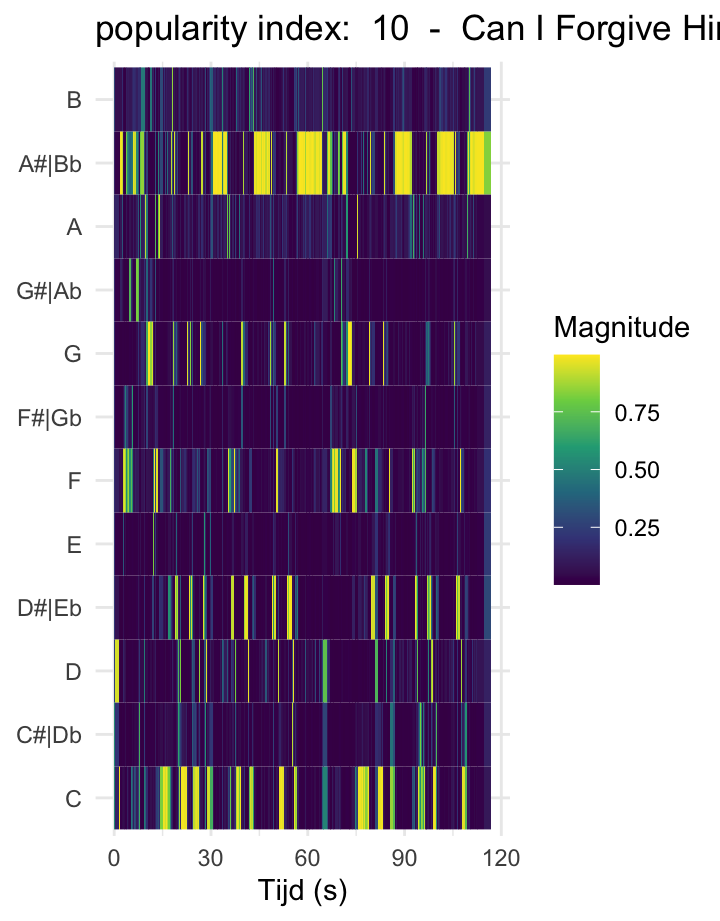 popularity index: 10 - Can I Forgive
B
A#|Bb
A
G#|Ab
G
F#|Gb
F
E
D#|Eb
D
C#|Db
C
0 30 60 90 120
Tijd (s)
Magnitude
0.75
0.50
0.25